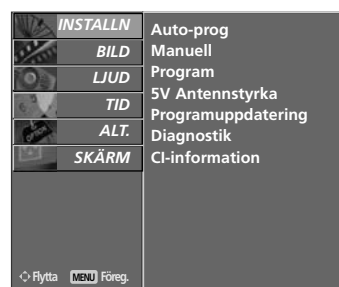 INSTALLN
BILD
LJUD
TID
ALT.
SKÄRM
Auto-prog
Manuell
Program
5V Antennstyrka
Programuppdatering
Diagnostik
CI-information
Flytta MENU Föreg.